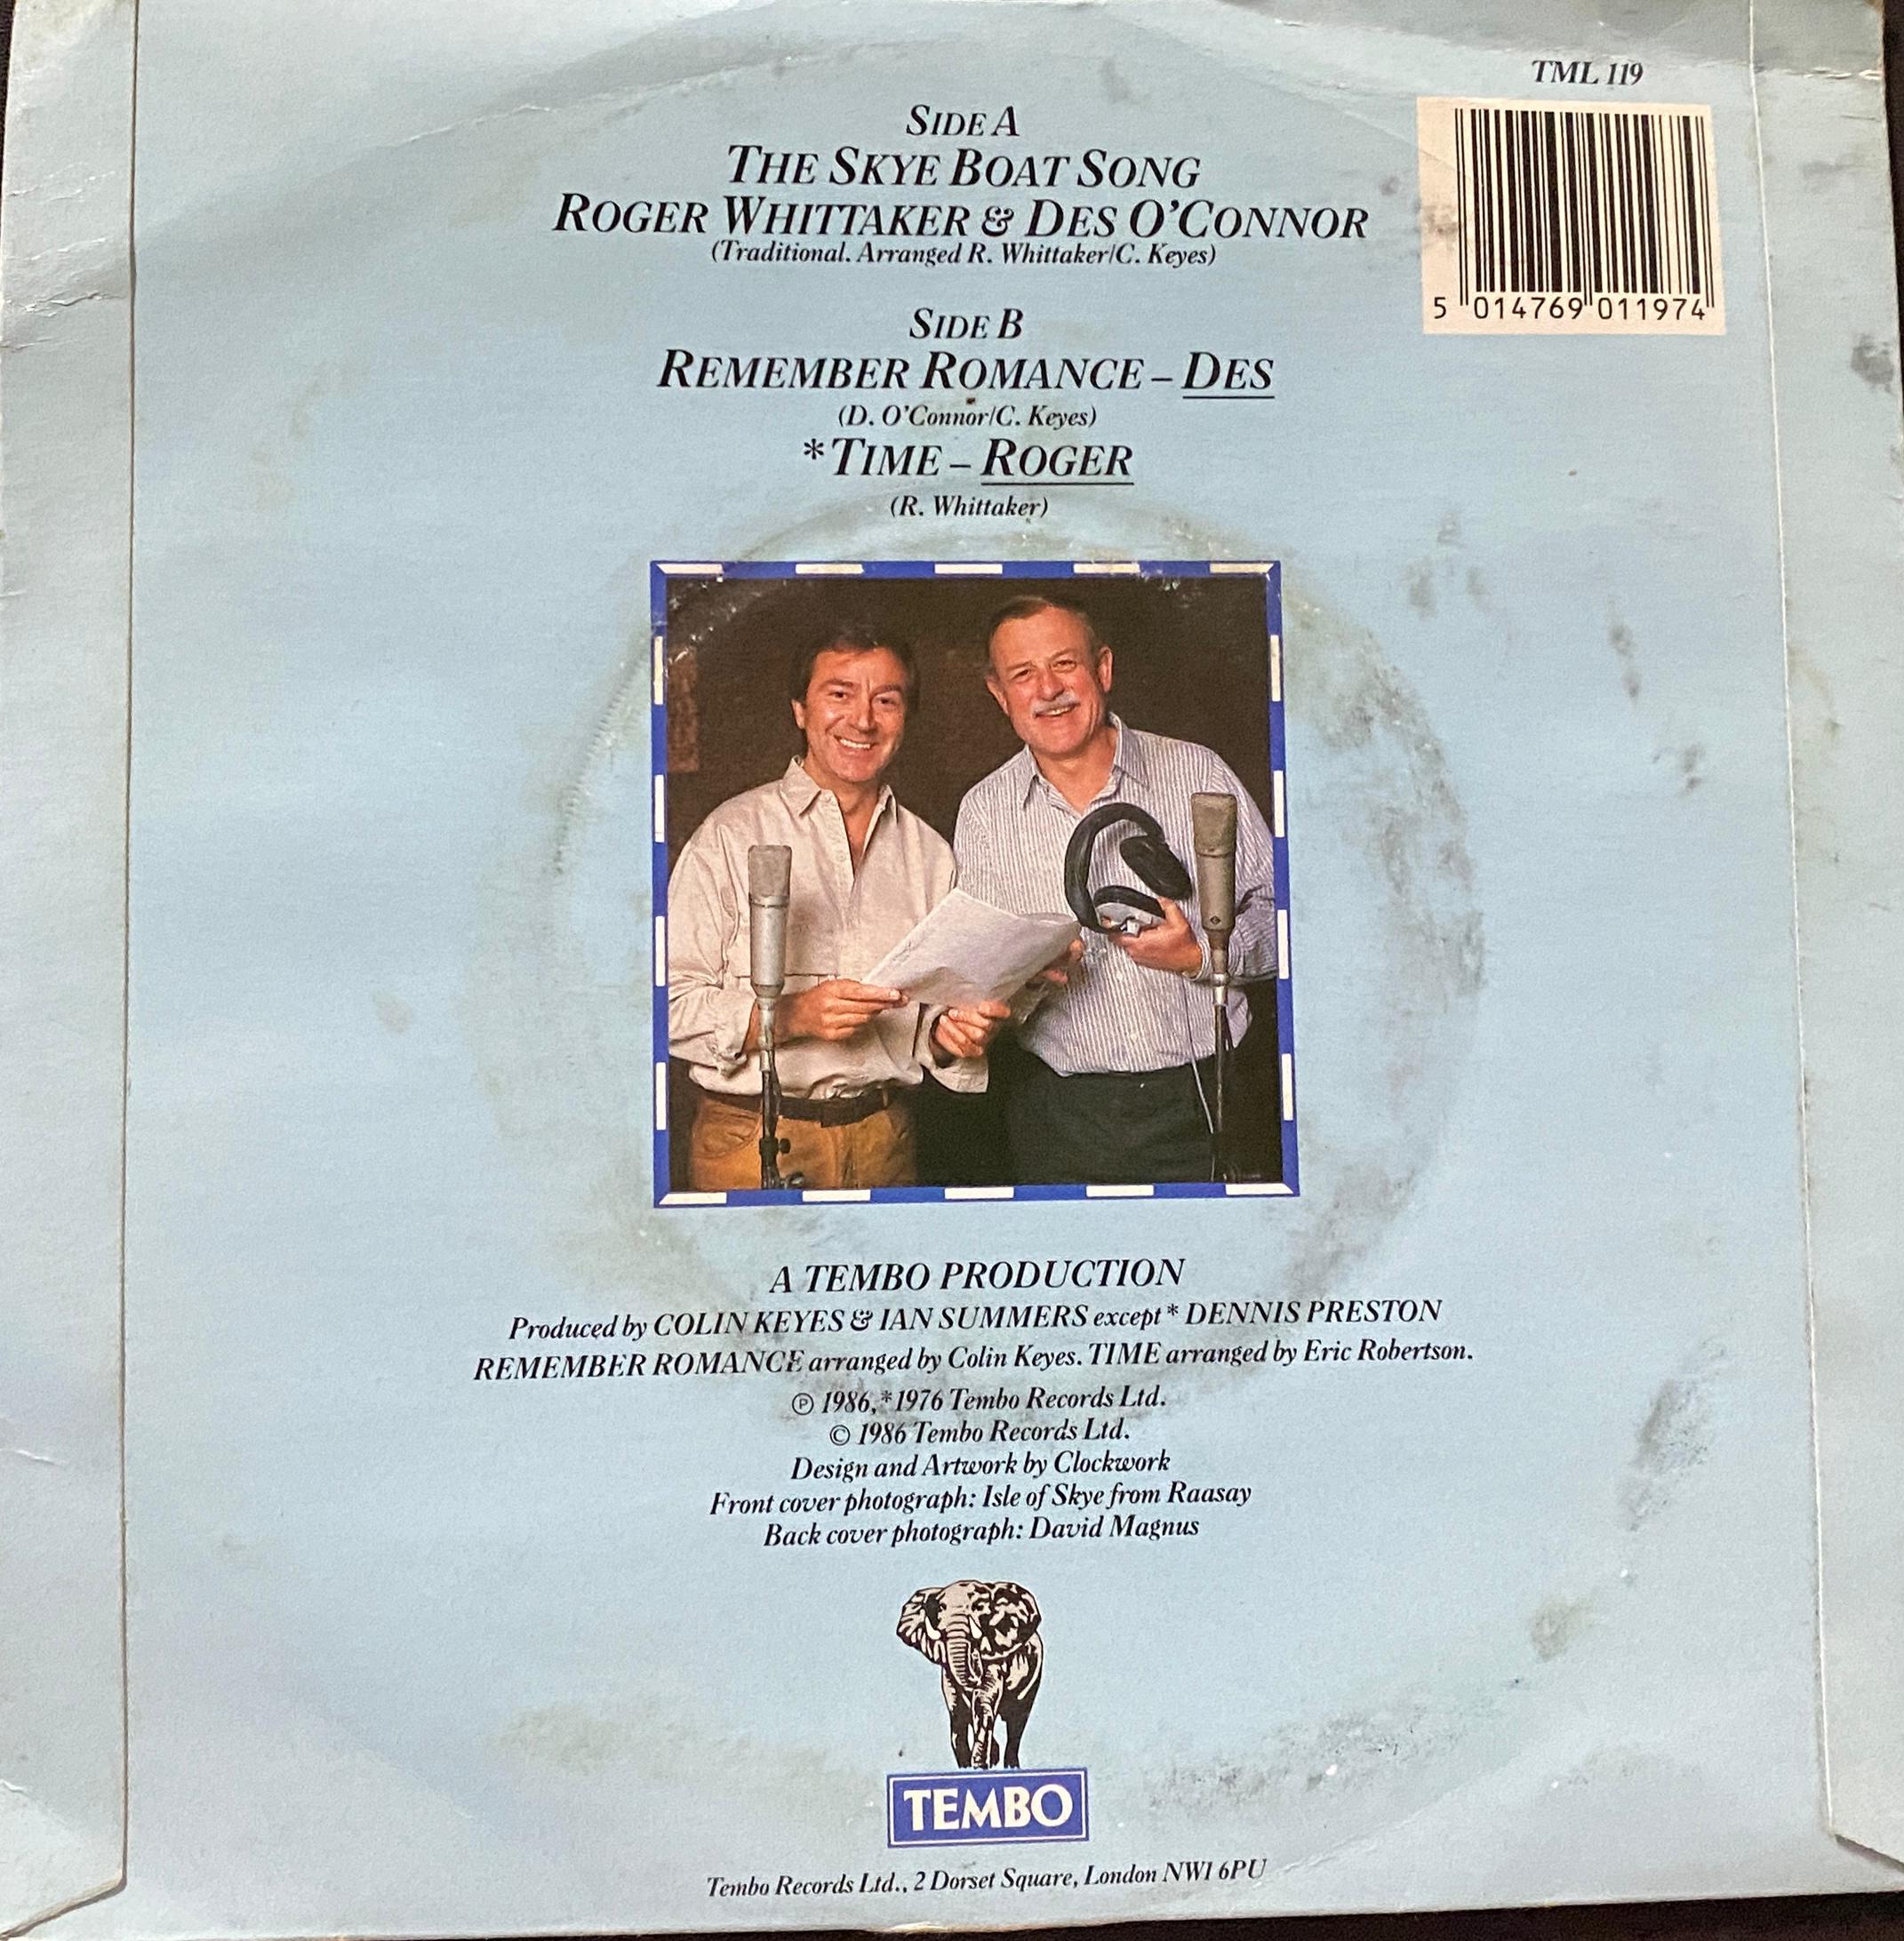 TML 119
SIDE A
THE SKYE BOAT SONG
ROGER WHITTAKER & DES O'CONNOR
(Traditional. Arranged R. Whittaker/C. Keyes)
5 014769 011974
SIDE B
REMEMBER ROMANCE – DES
(D. O'Connor/C. Keyes)
*TIME – ROGER
(R. Whittaker)
A TEMBO PRODUCTION
Produced by COLIN KEYES & IAN SUMMERS except * DENNIS PRESTON
REMEMBER ROMANCE arranged by Colin Keyes. TIME arranged by Eric Robertson.
℗ 1986,*1976 Tembo Records Ltd.
© 1986 Tembo Records Ltd.
Design and Artwork by Clockwork
Front cover photograph: Isle of Skye from Raasay
Back cover photograph: David Magnus
TEMBO
Tembo Records Ltd., 2 Dorset Square, London NW1 6PU